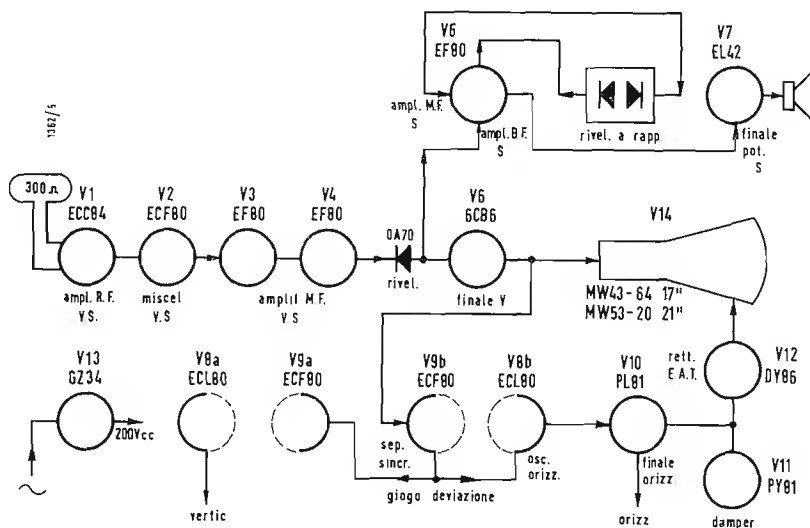 V6
EF80
V7
EL42
ampl. M.F.
S
ampl. B.F.
S
rivel. a rapp.
finale
pot.
S
1362/5
300 Ω
V1
ECC84
V2
ECF80
V3
EF80
V4
EF80
OA70
V6
6CB6
V14
ampl. R.F.
V.S.
miscel
V.S
amplif M.F.
V.S
rivel.
finale V
MW43-64 17"
MW53-20 21"
V13
GZ34
V8a
ECL80
V9a
ECF80
V9b
ECF80
V8b
ECL80
V10
PL81
rett.
E.A.T.
V12
DY86
200Vcc
sep.
sincr.
osc.
orizz.
finale
orizz
V11
PY81
giogo deviazione
vertic
orizz
damper